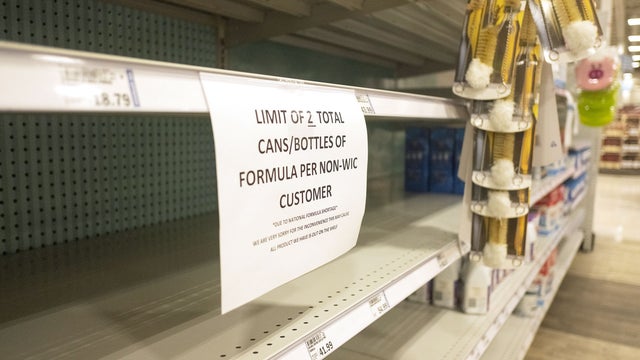 18.79
LIMIT OF 2 TOTAL
CANS/BOTTLES OF
FORMULA PER NON-WIC
CUSTOMER
*DUE TO NATIONAL FORMULA SHORTAGE*
WE ARE VERY SORRY FOR THE INCONVENIENCE THIS MAY CAUSE
ALL PRODUCT WE HAVE IS OUT ON THE SHELF
41.99